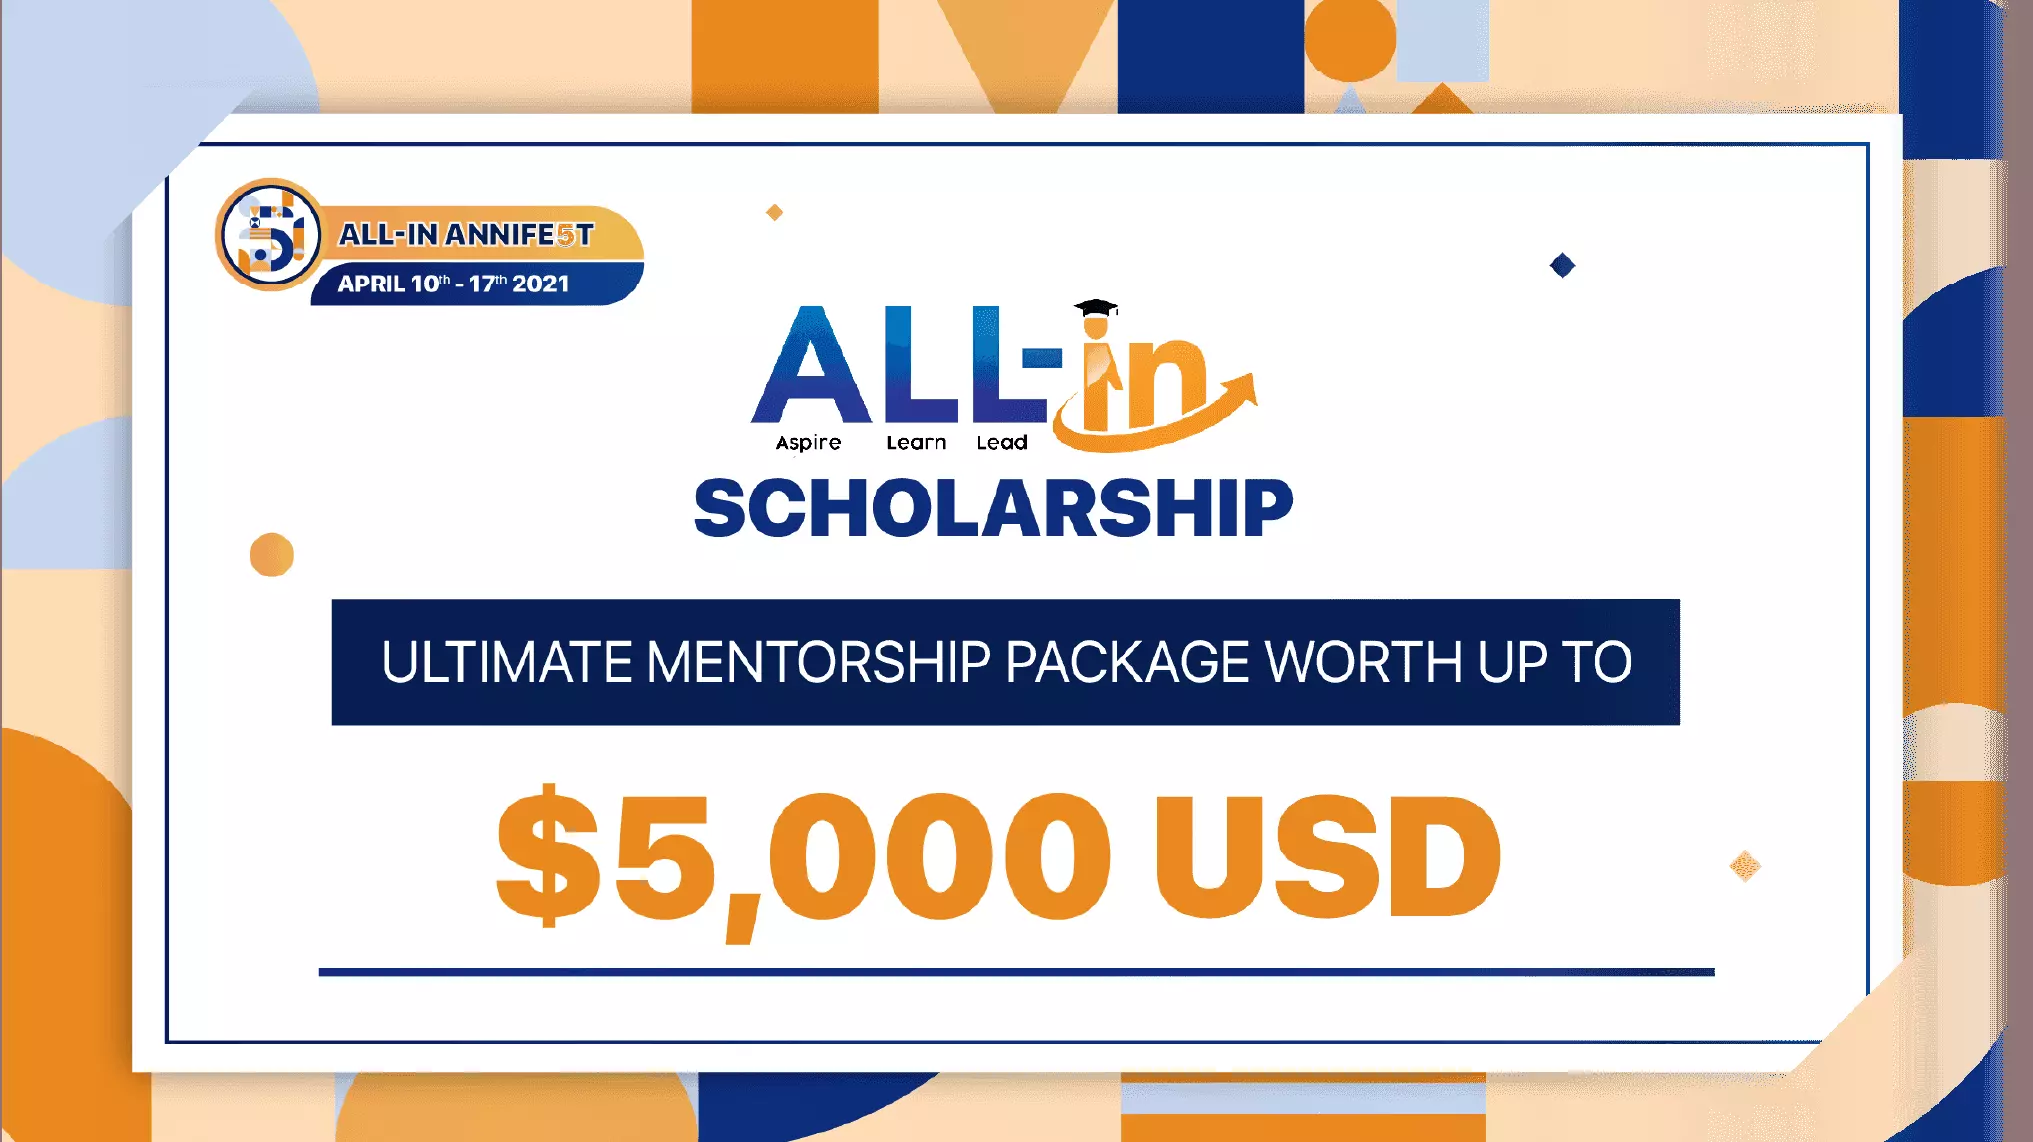 ALL-IN ANNIFE5T
APRIL 10th - 17th 2021
ALL-in
Aspire Learn Lead
SCHOLARSHIP
ULTIMATE MENTORSHIP PACKAGE WORTH UP TO
$5,000 USD